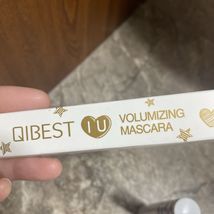 QIBEST
I U
VOLUMIZING
MASCARA